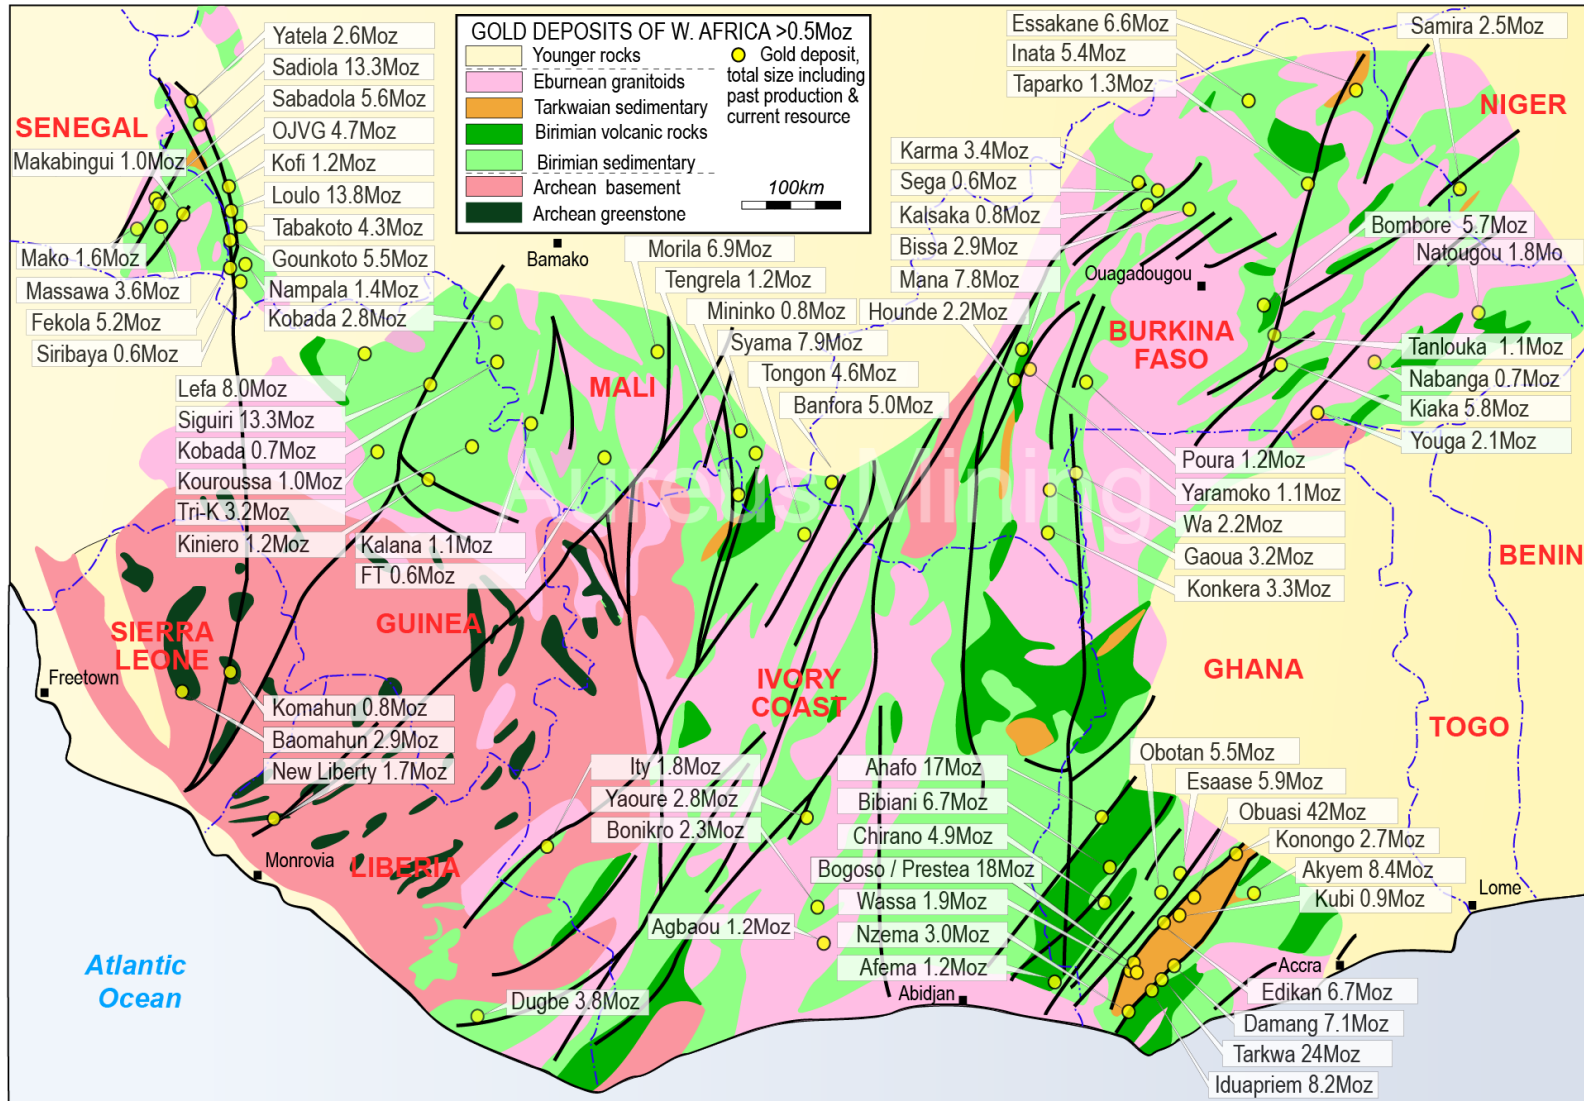 GOLD DEPOSITS OF W. AFRICA >0.5Moz
Younger rocks
Eburnean granitoids
Tarkwaian sedimentary
Birimian volcanic rocks
Birimian sedimentary
Archean basement
Archean greenstone
Gold deposit,
total size including
past production &
current resource
100km
Yatela 2.6Moz
Sadiola 13.3Moz
Sabadola 5.6Moz
OJVG 4.7Moz
Kofi 1.2Moz
Loulo 13.8Moz
Tabakoto 4.3Moz
Gounkoto 5.5Moz
Nampala 1.4Moz
Kobada 2.8Moz
SENEGAL
Makabingui 1.0Moz
Mako 1.6Moz
Massawa 3.6Moz
Fekola 5.2Moz
Siribaya 0.6Moz
Lefa 8.0Moz
Siguiri 13.3Moz
Kobada 0.7Moz
Kouroussa 1.0Moz
Tri-K 3.2Moz
Kiniero 1.2Moz
Kalana 1.1Moz
FT 0.6Moz
Bamako
Morila 6.9Moz
Tengrela 1.2Moz
Mininko 0.8Moz
Syama 7.9Moz
Tongon 4.6Moz
Banfora 5.0Moz
MALI
Essakane 6.6Moz
Inata 5.4Moz
Taparko 1.3Moz
Samira 2.5Moz
NIGER
Karma 3.4Moz
Sega 0.6Moz
Kalsaka 0.8Moz
Bissa 2.9Moz
Mana 7.8Moz
Hounde 2.2Moz
Ouagadougou
Bombore 5.7Moz
Natougou 1.8Mo
BURKINA
FASO
Tanlouka 1.1Moz
Nabanga 0.7Moz
Kiaka 5.8Moz
Youga 2.1Moz
Poura 1.2Moz
Yaramoko 1.1Moz
Wa 2.2Moz
Gaoua 3.2Moz
Konkera 3.3Moz
Aureus Mining
BENIN
GUINEA
SIERRA
LEONE
Freetown
Komahun 0.8Moz
Baomahun 2.9Moz
New Liberty 1.7Moz
Monrovia
LIBERIA
IVORY
COAST
GHANA
TOGO
Ity 1.8Moz
Yaoure 2.8Moz
Bonikro 2.3Moz
Agbaou 1.2Moz
Dugbe 3.8Moz
Abidjan
Ahafo 17Moz
Bibiani 6.7Moz
Chirano 4.9Moz
Bogoso / Prestea 18Moz
Wassa 1.9Moz
Nzema 3.0Moz
Afema 1.2Moz
Obotan 5.5Moz
Esaase 5.9Moz
Obuasi 42Moz
Konongo 2.7Moz
Akyem 8.4Moz
Kubi 0.9Moz
Lome
Accra
Edikan 6.7Moz
Damang 7.1Moz
Tarkwa 24Moz
Iduapriem 8.2Moz
Atlantic
Ocean